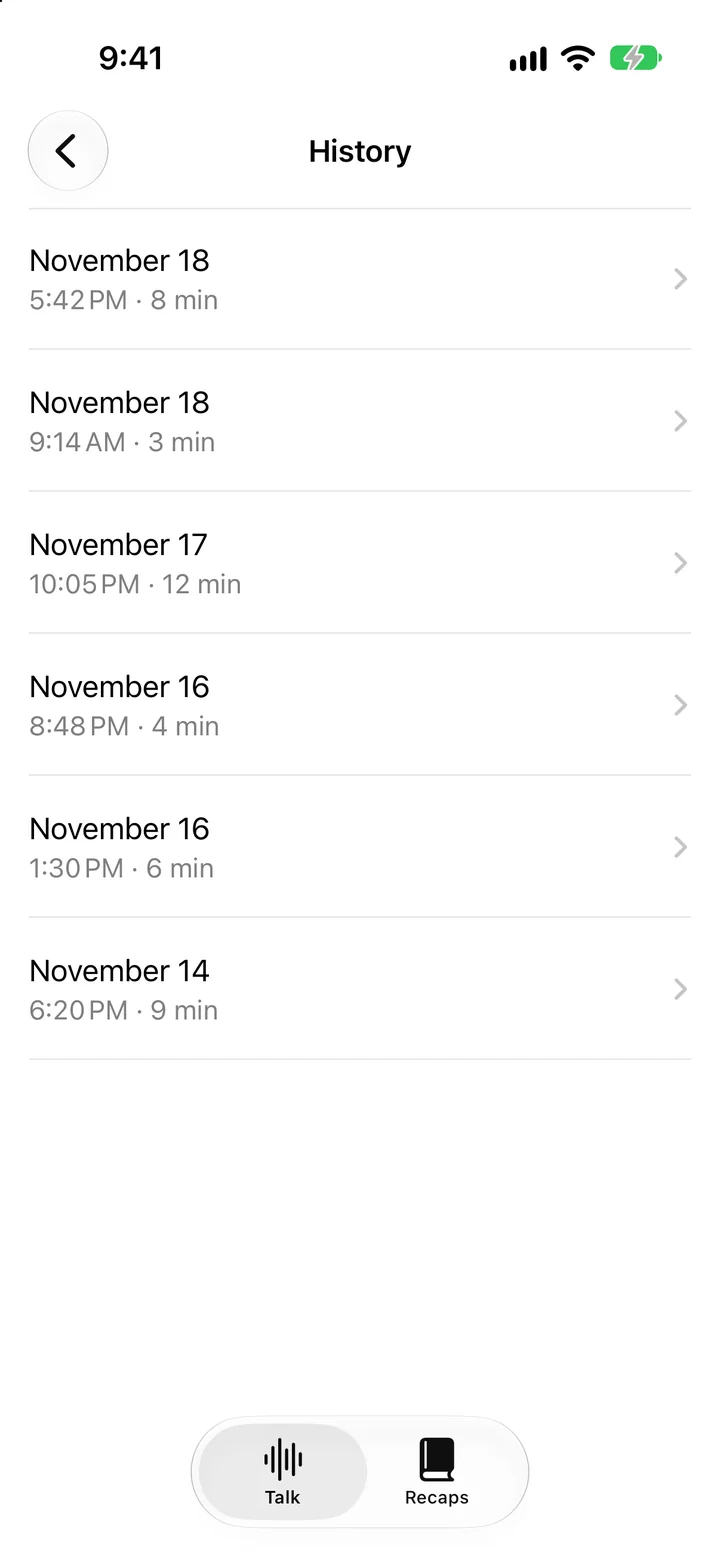 9:41
History
November 18
5:42 PM · 8 min
November 18
9:14 AM · 3 min
November 17
10:05 PM · 12 min
November 16
8:48 PM · 4 min
November 16
1:30 PM · 6 min
November 14
6:20 PM · 9 min
Talk
Recaps